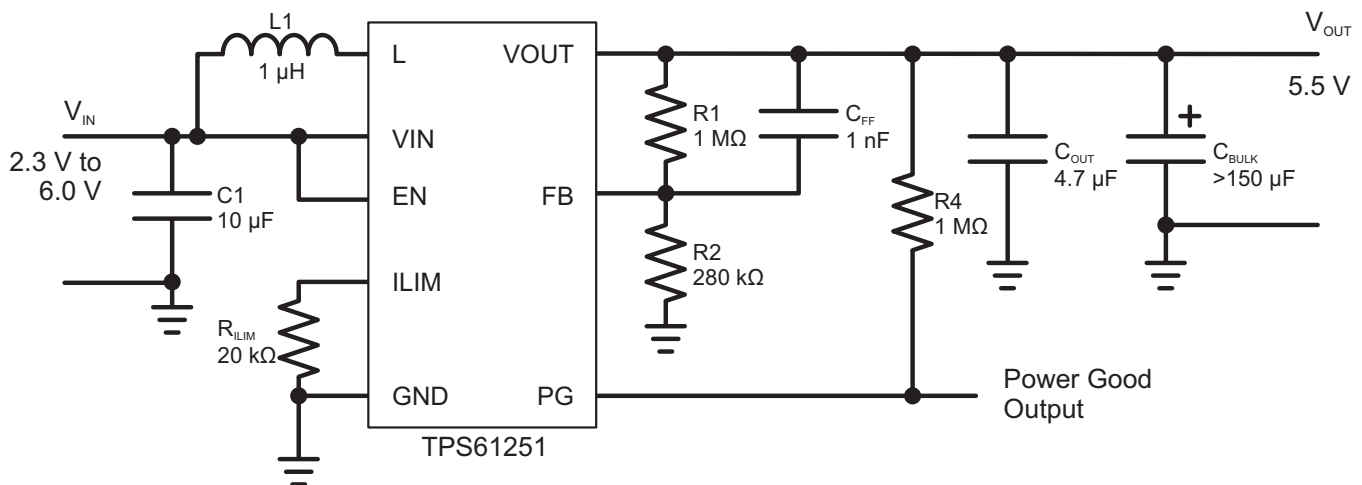 L1
1 µH
L
VOUT
V_OUT
5.5 V
V_IN
2.3 V to
6.0 V
VIN
R1
1 MΩ
C_FF
1 nF
C1
10 µF
EN
FB
C_OUT
4.7 µF
C_BULK
>150 µF
+
R4
1 MΩ
R2
280 kΩ
ILIM
R_ILIM
20 kΩ
GND
PG
Power Good
Output
TPS61251